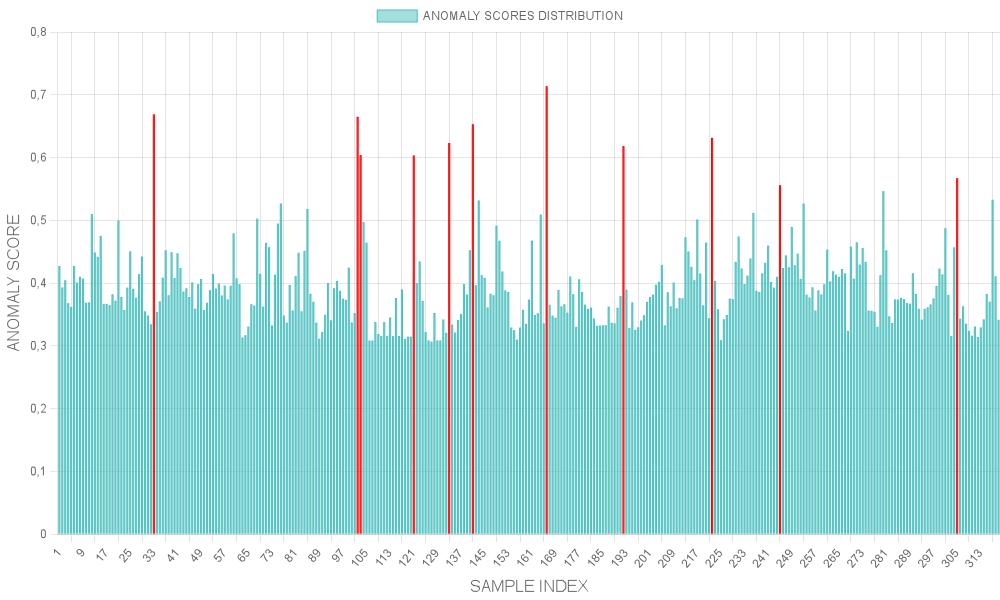 ANOMALY SCORES DISTRIBUTION
0,8
0,7
0,6
0,5
0,4
0,3
0,2
0,1
0
ANOMALY SCORE
1 9 17 25 33 41 49 57 65 73 81 89 97 105 113 121 129 137 145 153 161 169 177 185 193 201 209 217 225 233 241 249 257 265 273 281 289 297 305 313
SAMPLE INDEX